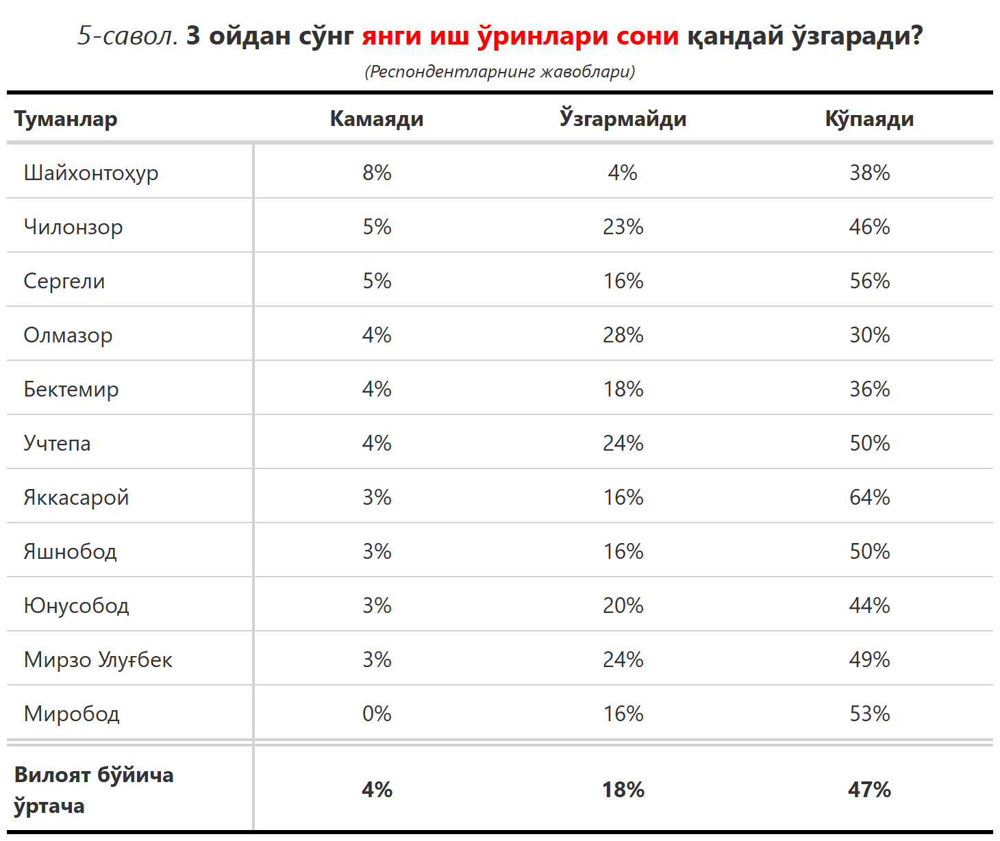 5-савол. 3 ойдан сўнг янги иш ўринлари сони қандай ўзгаради?
(Респондентларнинг жавоблари)
Туманлар Камаяди Ўзгармайди Кўпаяди
Шайхонтоҳур 8% 4% 38%
Чилонзор 5% 23% 46%
Сергели 5% 16% 56%
Олмазор 4% 28% 30%
Бектемир 4% 18% 36%
Учтепа 4% 24% 50%
Яккасарой 3% 16% 64%
Яшнобод 3% 16% 50%
Юнусобод 3% 20% 44%
Мирзо Улуғбек 3% 24% 49%
Миробод 0% 16% 53%
Вилоят бўйича
ўртача 4% 18% 47%